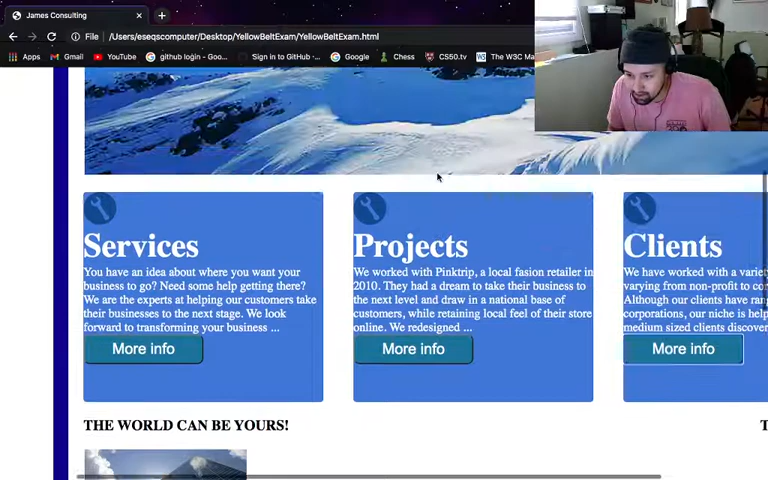 James Consulting
File
/Users/eseqscomputer/Desktop/YellowBeltExam/YellowBeltExam.html
Apps
Gmail
YouTube
github login - Goo...
Sign in to GitHub ·...
Google
Chess
CS50.tv
The W3C Ma
Services
You have an idea about where you want your
business to go? Need some help getting there?
We are the experts at helping our customers take
their businesses to the next stage. We look
forward to transforming your business ...
More info
Projects
We worked with Pinktrip, a local fasion retailer in
2010. They had a dream to take their business to
the next level and draw in a national base of
customers, while retaining local feel of their store
online. We redesigned ...
More info
Clients
We have worked with a variet
varying from non-profit to co
Although our clients have ran
corporations, our niche is help
medium sized clients discover
More info
THE WORLD CAN BE YOURS!
T